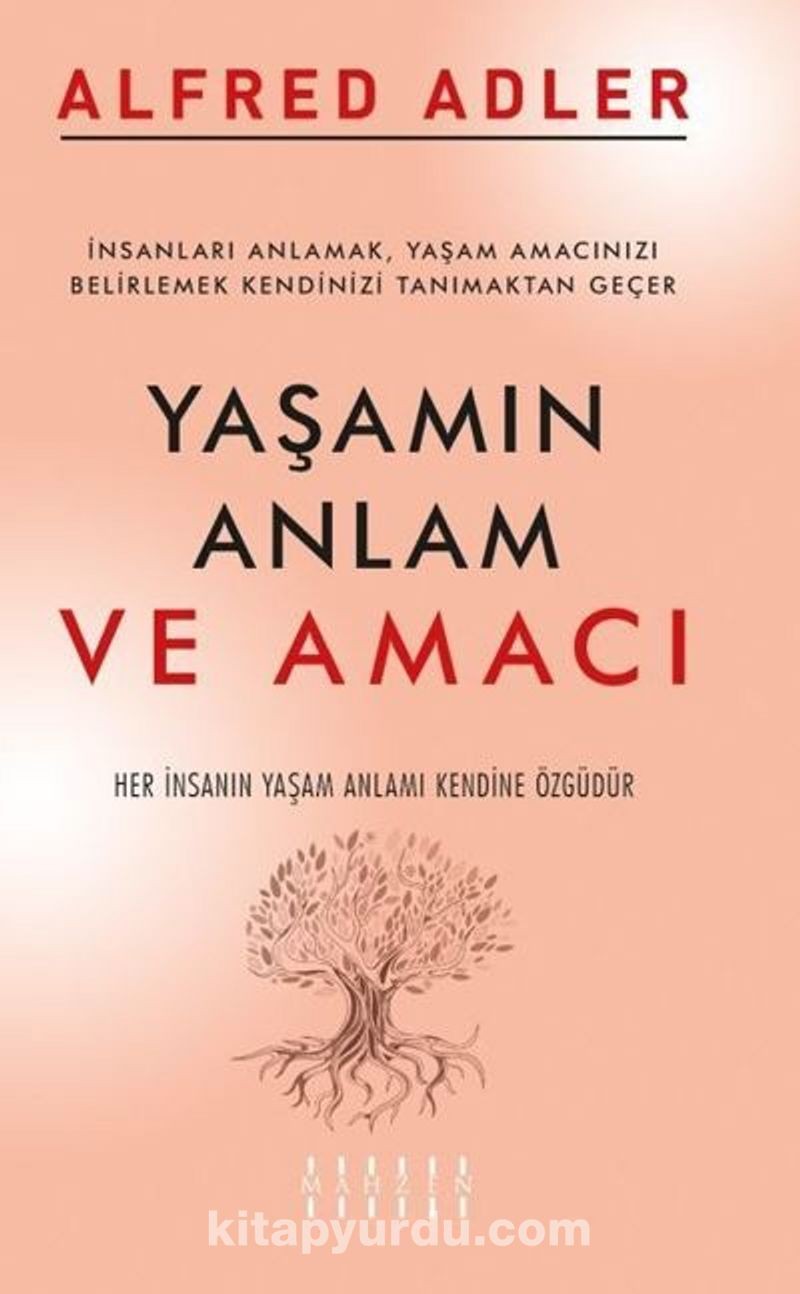 ALFRED ADLER
İNSANLARI ANLAMAK, YAŞAM AMACINIZI
BELİRLEMEK KENDİNİZİ TANIMAKTAN GEÇER
YAŞAMIN
ANLAM
VE AMACI
HER İNSANIN YAŞAM ANLAMI KENDİNE ÖZGÜDÜR
MAHZEN
kitapyurdu.com